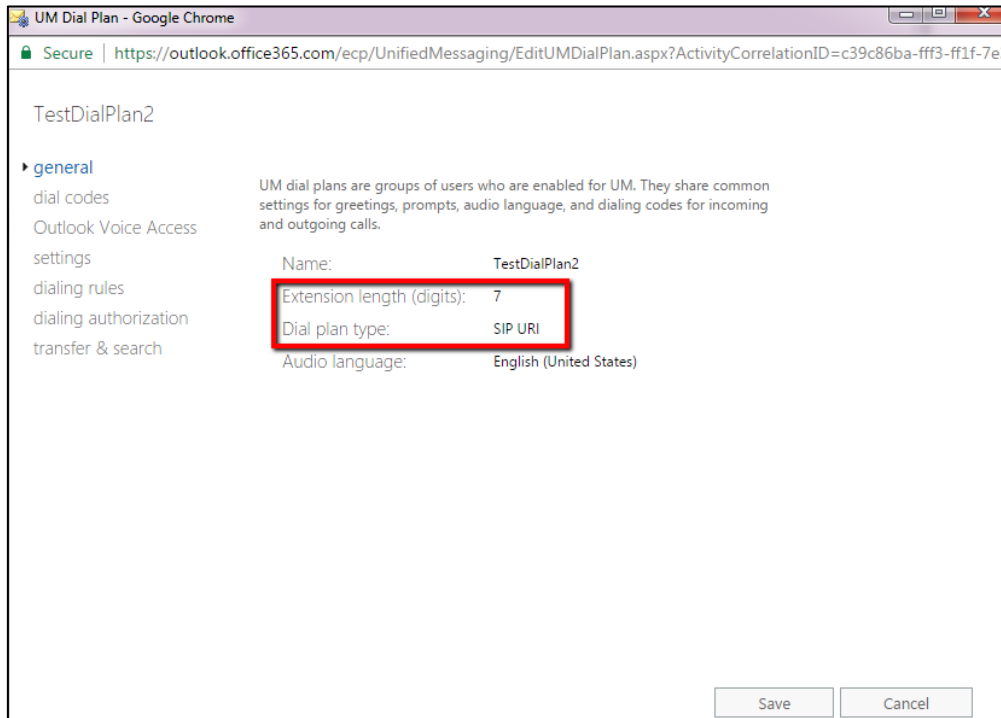 UM Dial Plan - Google Chrome
Secure | https://outlook.office365.com/ecp/UnifiedMessaging/EditUMDialPlan.aspx?ActivityCorrelationID=c39c86ba-fff3-ff1f-7e
TestDialPlan2
general
dial codes
Outlook Voice Access
settings
dialing rules
dialing authorization
transfer & search
UM dial plans are groups of users who are enabled for UM. They share common
settings for greetings, prompts, audio language, and dialing codes for incoming
and outgoing calls.
Name: TestDialPlan2
Extension length (digits): 7
Dial plan type: SIP URI
Audio language: English (United States)
Save Cancel